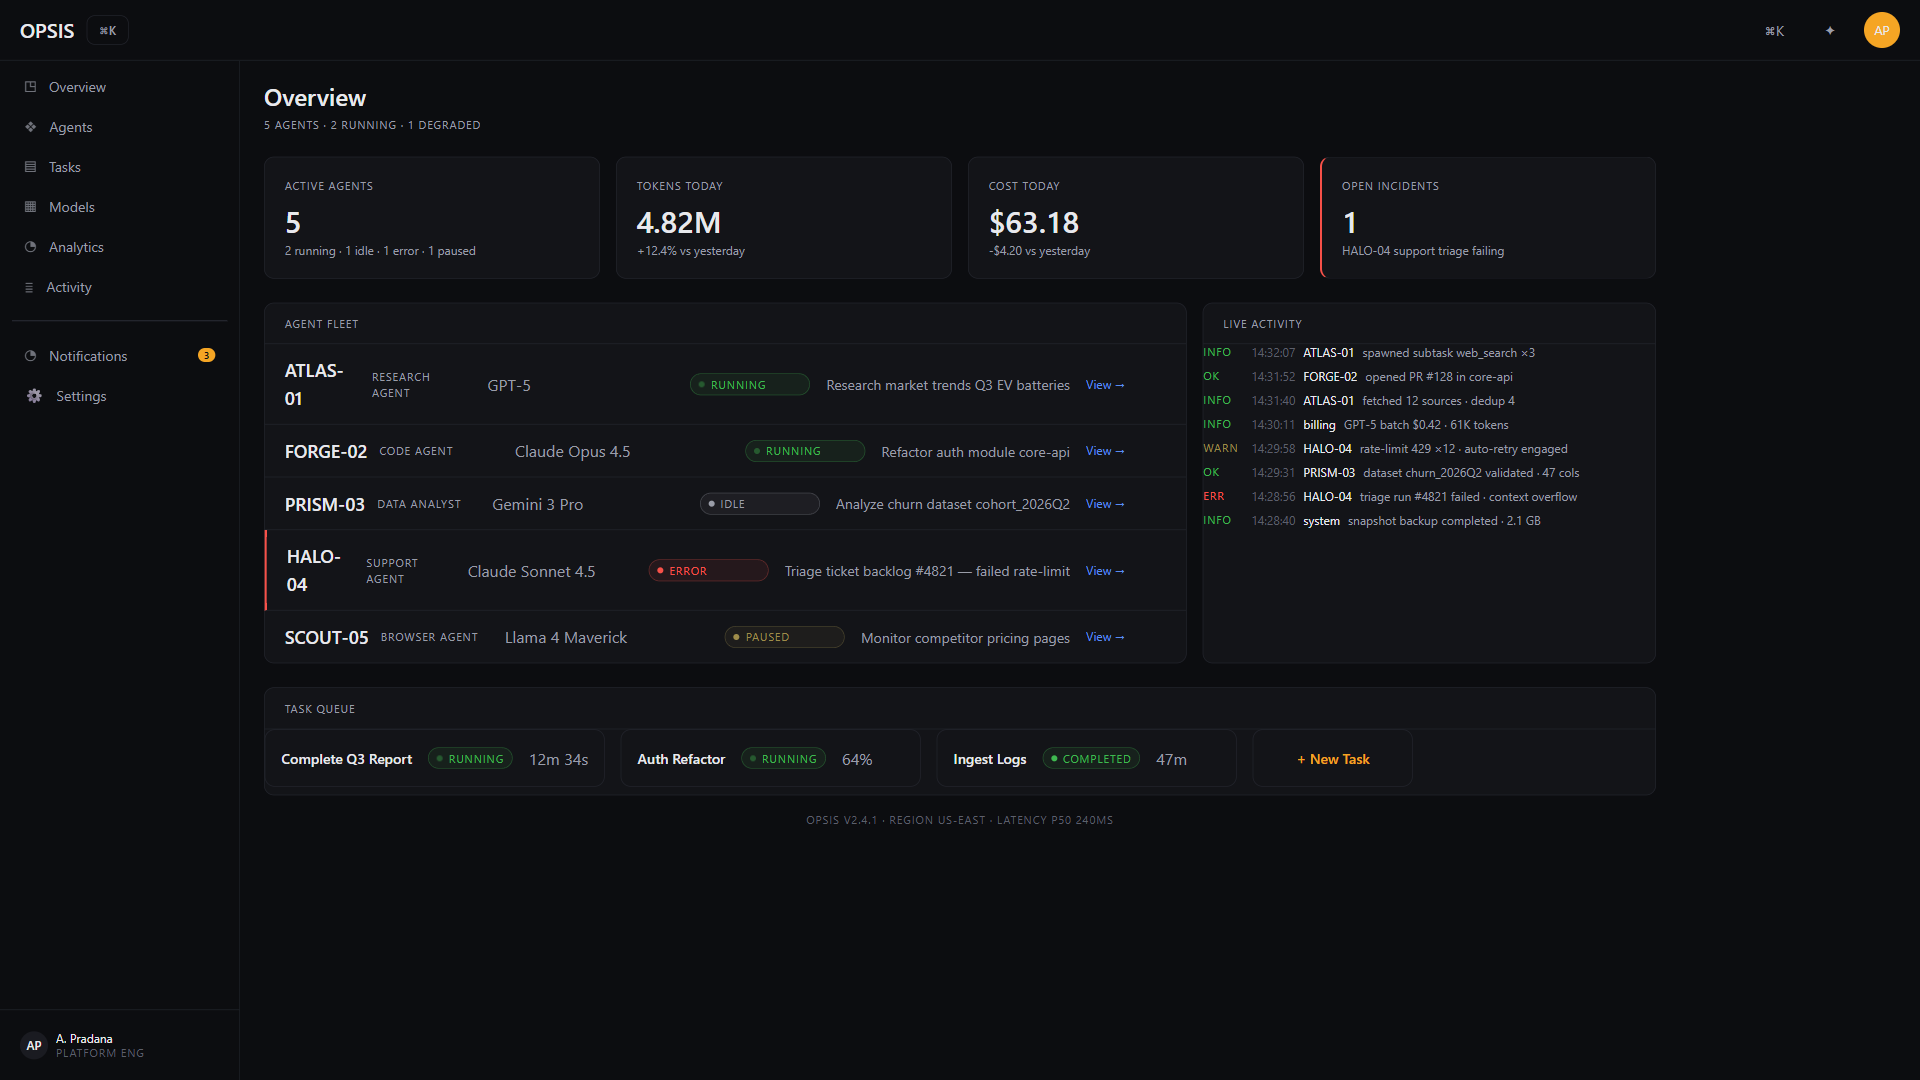 OPSIS ⌘K ⌘K ✦ AP
Overview
Agents
Tasks
Models
Analytics
Activity
Notifications 3
Settings
AP A. Pradana
PLATFORM ENG
Overview
5 AGENTS · 2 RUNNING · 1 DEGRADED
ACTIVE AGENTS
5
2 running · 1 idle · 1 error · 1 paused
TOKENS TODAY
4.82M
+12.4% vs yesterday
COST TODAY
$63.18
-$4.20 vs yesterday
OPEN INCIDENTS
1
HALO-04 support triage failing
AGENT FLEET
ATLAS-
01
RESEARCH
AGENT
GPT-5 RUNNING Research market trends Q3 EV batteries View →
FORGE-02 CODE AGENT Claude Opus 4.5 RUNNING Refactor auth module core-api View →
PRISM-03 DATA ANALYST Gemini 3 Pro IDLE Analyze churn dataset cohort_2026Q2 View →
HALO-
04
SUPPORT
AGENT
Claude Sonnet 4.5 ERROR Triage ticket backlog #4821 — failed rate-limit View →
SCOUT-05 BROWSER AGENT Llama 4 Maverick PAUSED Monitor competitor pricing pages View →
LIVE ACTIVITY
INFO 14:32:07 ATLAS-01 spawned subtask web_search ×3
OK 14:31:52 FORGE-02 opened PR #128 in core-api
INFO 14:31:40 ATLAS-01 fetched 12 sources · dedup 4
INFO 14:30:11 billing GPT-5 batch $0.42 · 61K tokens
WARN 14:29:58 HALO-04 rate-limit 429 ×12 · auto-retry engaged
OK 14:29:31 PRISM-03 dataset churn_2026Q2 validated · 47 cols
ERR 14:28:56 HALO-04 triage run #4821 failed · context overflow
INFO 14:28:40 system snapshot backup completed · 2.1 GB
TASK QUEUE
Complete Q3 Report RUNNING 12m 34s
Auth Refactor RUNNING 64%
Ingest Logs COMPLETED 47m
+ New Task
OPSIS V2.4.1 · REGION US-EAST · LATENCY P50 240MS